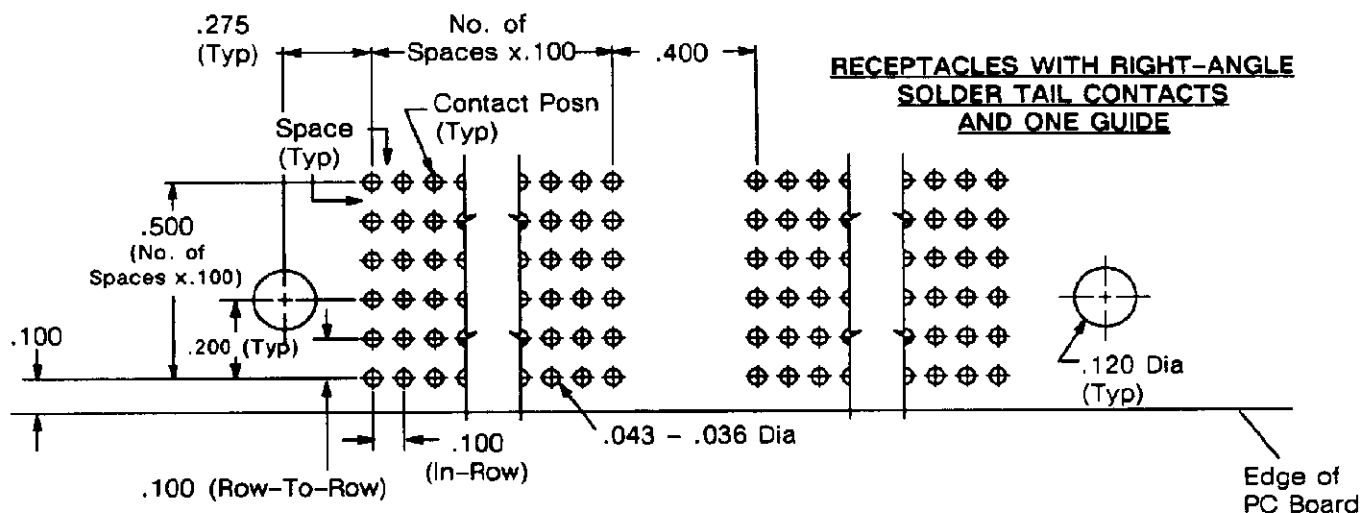 .275
(Typ)
No. of
Spaces x.100
.400
RECEPTACLES WITH RIGHT-ANGLE
SOLDER TAIL CONTACTS
AND ONE GUIDE
Contact Posn
(Typ)
Space
(Typ)
.500
(No. of
Spaces x.100)
.200 (Typ)
.100
.120 Dia
(Typ)
.043 - .036 Dia
.100
(In-Row)
.100 (Row-To-Row)
Edge of
PC Board